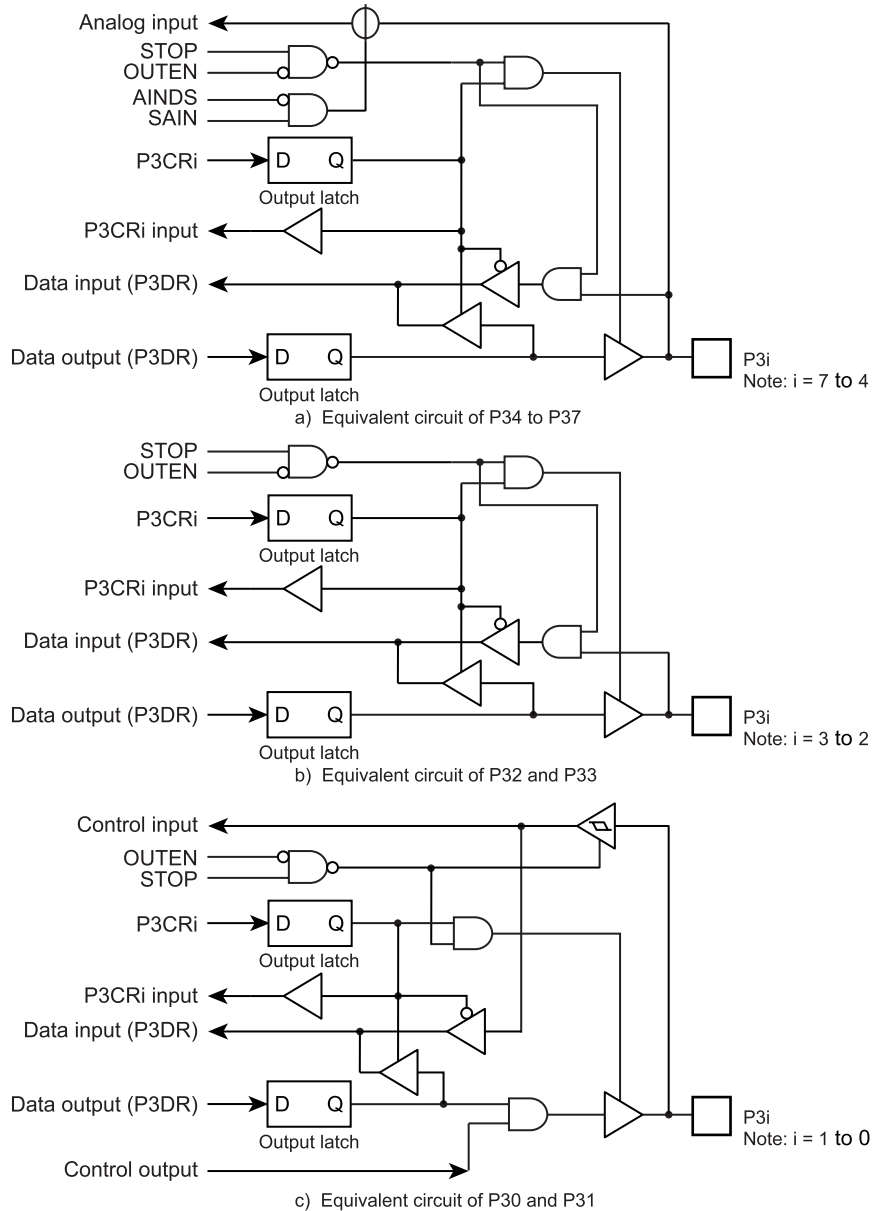 Analog input
STOP
OUTEN
AINDS
SAIN
P3CRi
D Q
Output latch
P3CRi input
Data input (P3DR)
Data output (P3DR)
D Q
Output latch
P3i
Note: i = 7 to 4
a) Equivalent circuit of P34 to P37
STOP
OUTEN
P3CRi
D Q
Output latch
P3CRi input
Data input (P3DR)
Data output (P3DR)
D Q
Output latch
P3i
Note: i = 3 to 2
b) Equivalent circuit of P32 and P33
Control input
OUTEN
STOP
P3CRi
D Q
Output latch
P3CRi input
Data input (P3DR)
Data output (P3DR)
D Q
Output latch
P3i
Note: i = 1 to 0
Control output
c) Equivalent circuit of P30 and P31